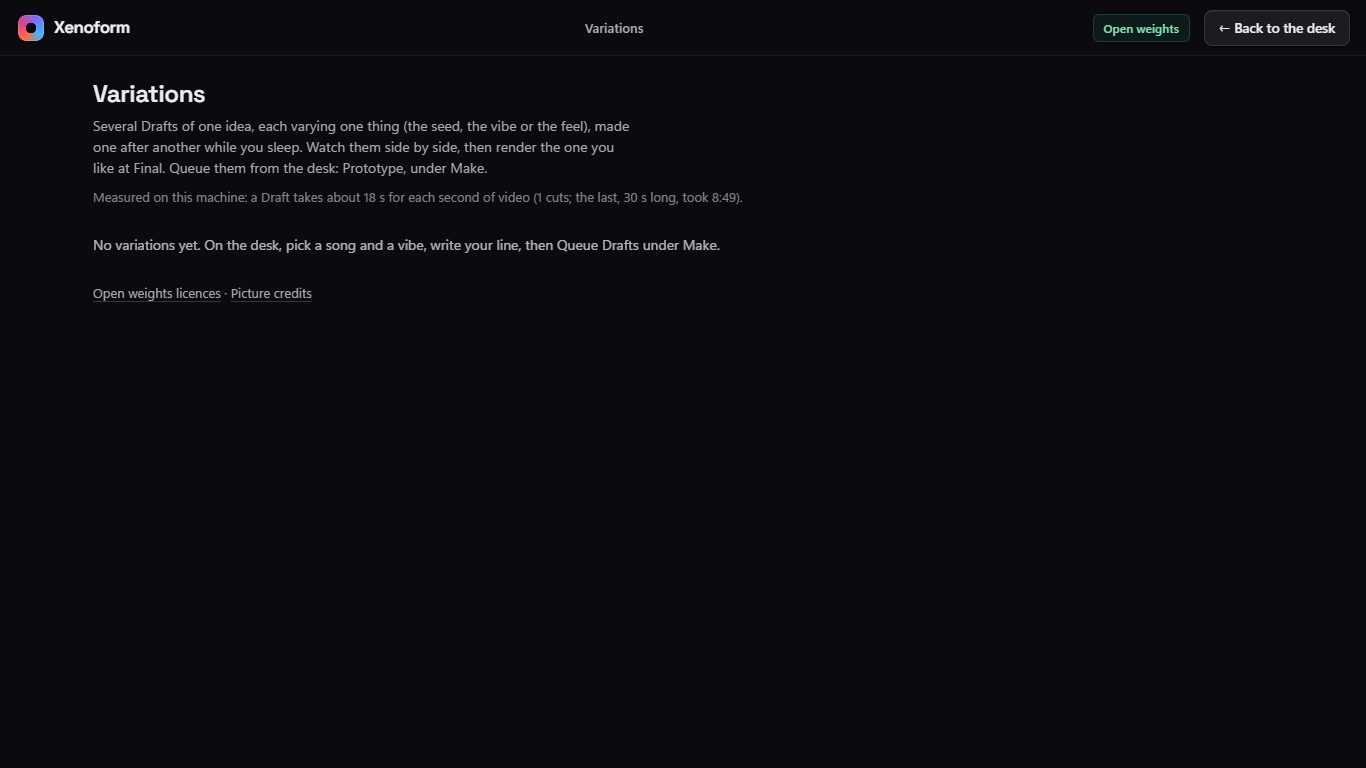 Xenoform
Variations
Open weights
← Back to the desk
Variations
Several Drafts of one idea, each varying one thing (the seed, the vibe or the feel), made
one after another while you sleep. Watch them side by side, then render the one you
like at Final. Queue them from the desk: Prototype, under Make.
Measured on this machine: a Draft takes about 18 s for each second of video (1 cuts; the last, 30 s long, took 8:49).
No variations yet. On the desk, pick a song and a vibe, write your line, then Queue Drafts under Make.
Open weights licences · Picture credits